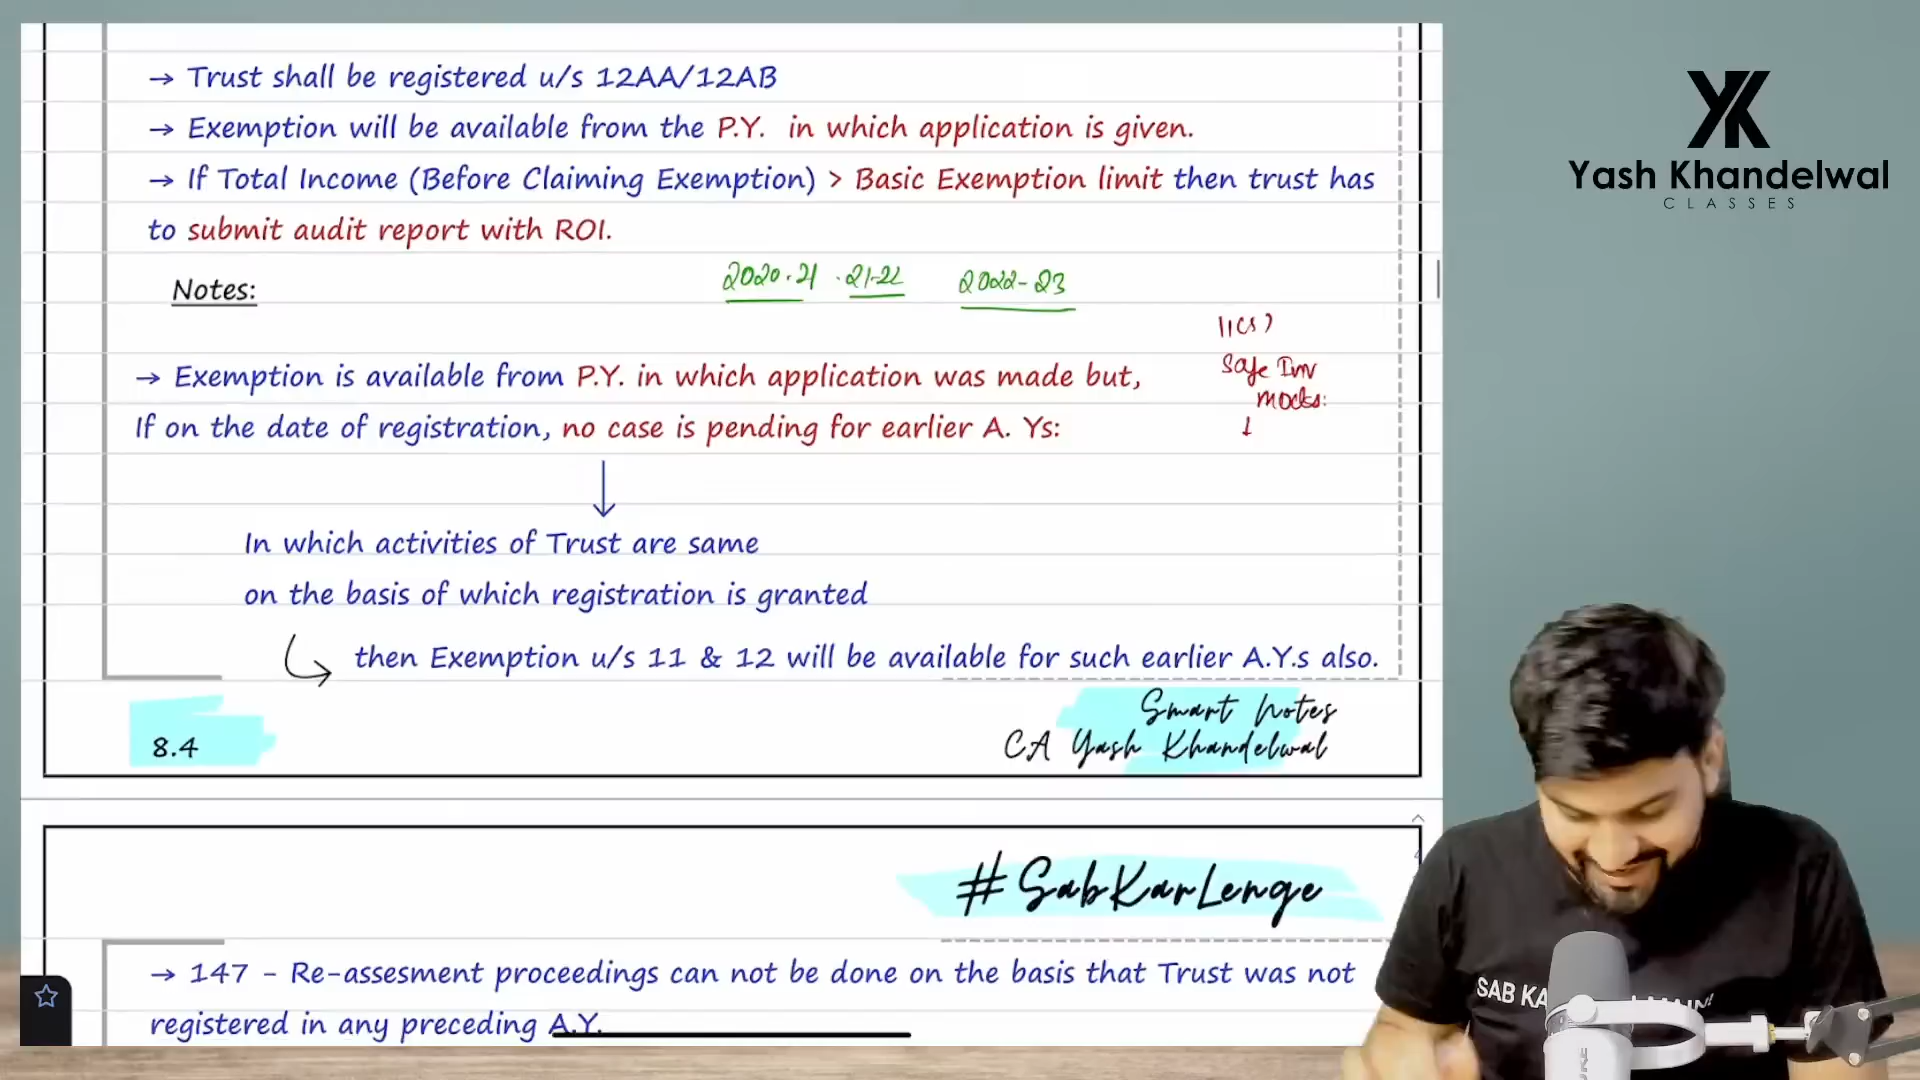 → Trust shall be registered u/s 12AA/12AB
→ Exemption will be available from the P.Y. in which application is given.
→ If Total Income (Before Claiming Exemption) > Basic Exemption limit then trust has
to submit audit report with ROI.
2020-21 · 21-22 2022-23
Notes:
11(5)
Safe Inv
modes:
↓
→ Exemption is available from P.Y. in which application was made but,
If on the date of registration, no case is pending for earlier A. Ys:
In which activities of Trust are same
on the basis of which registration is granted
then Exemption u/s 11 & 12 will be available for such earlier A.Y.s also.
8.4
Smart Notes
CA Yash Khandelwal
#SabKarLenge
→ 147 - Re-assesment proceedings can not be done on the basis that Trust was not
registered in any preceding A.Y.
YK
Yash Khandelwal
CLASSES
SAB KA